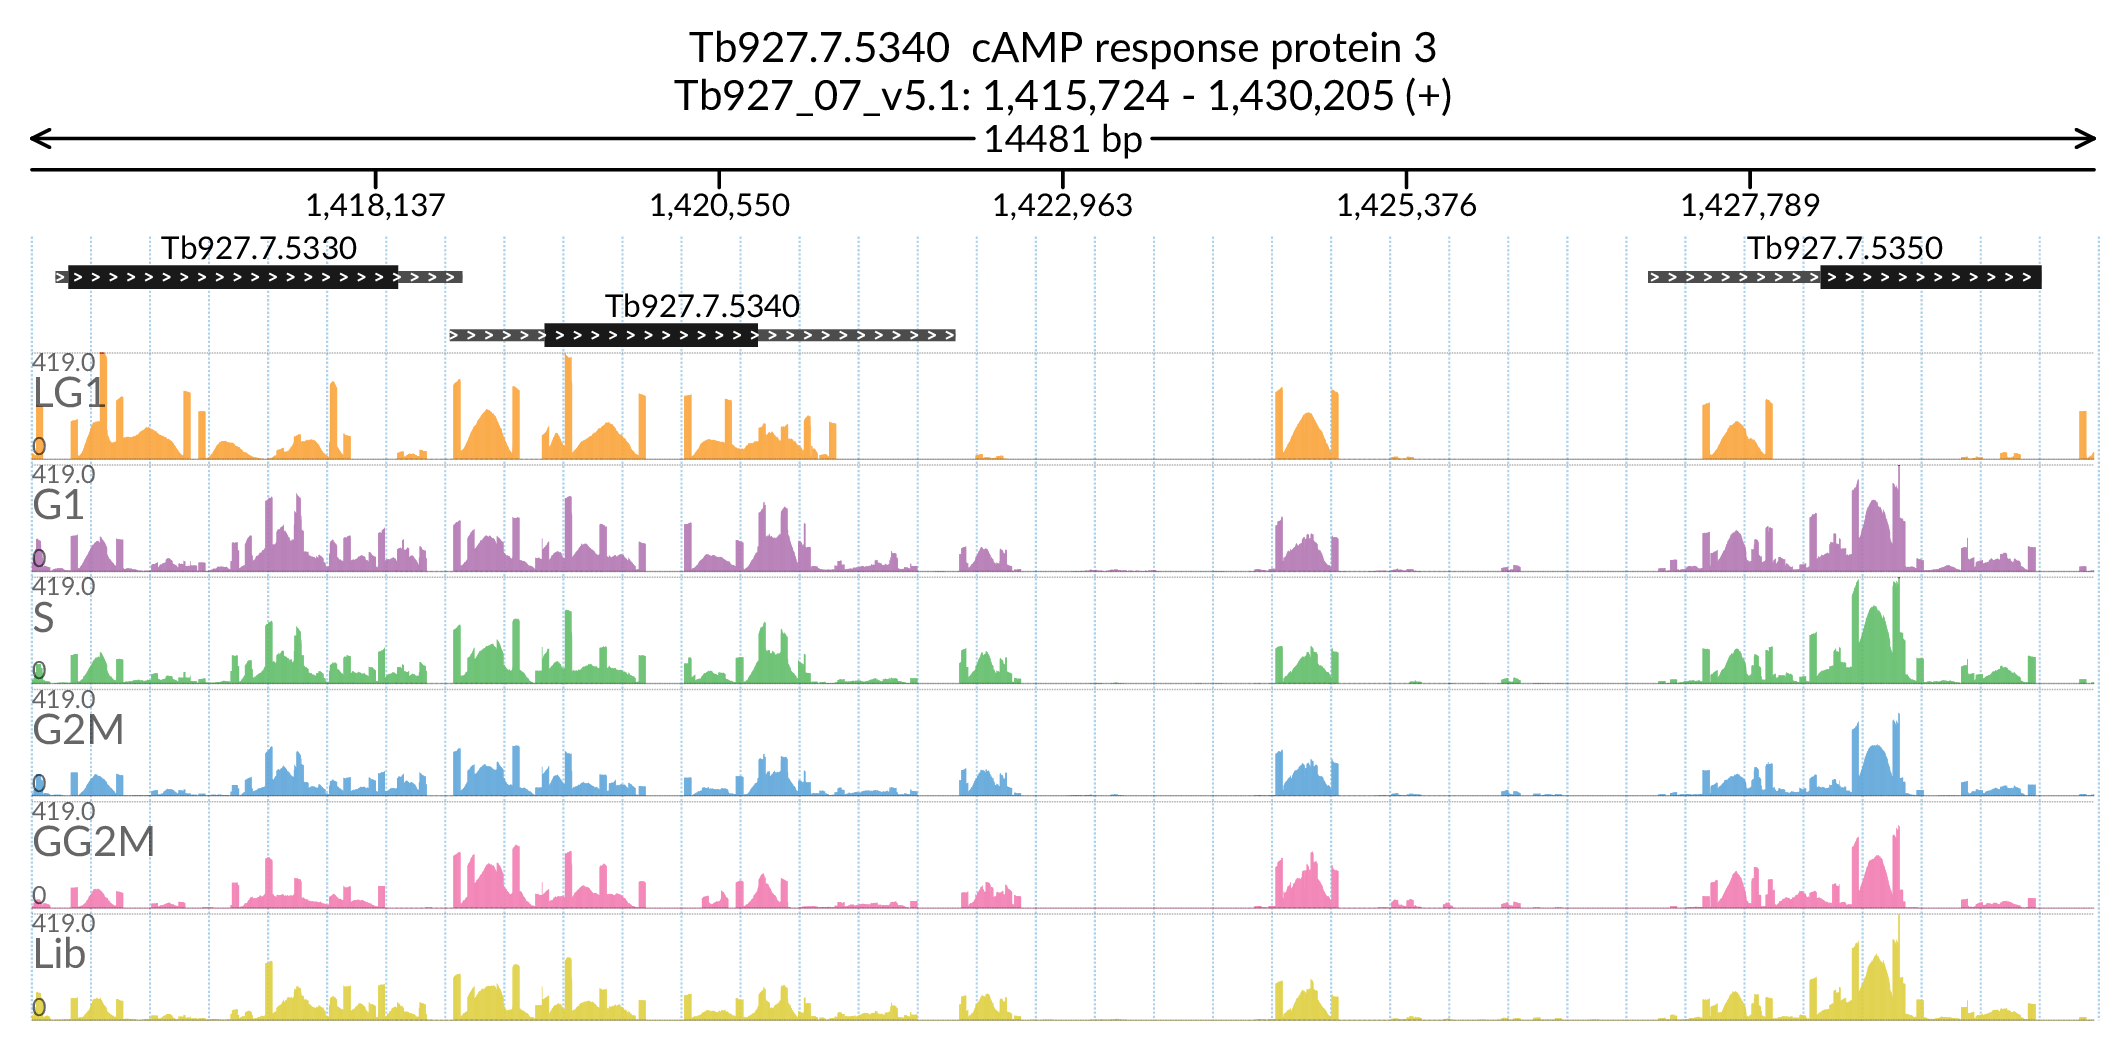 Tb927.7.5340 cAMP response protein 3
Tb927_07_v5.1: 1,415,724 - 1,430,205 (+)
14481 bp
1,418,137 1,420,550 1,422,963 1,425,376 1,427,789
Tb927.7.5330 Tb927.7.5350
Tb927.7.5340
419.0
LG1
0
419.0
G1
0
419.0
S
0
419.0
G2M
0
419.0
GG2M
0
419.0
Lib
0